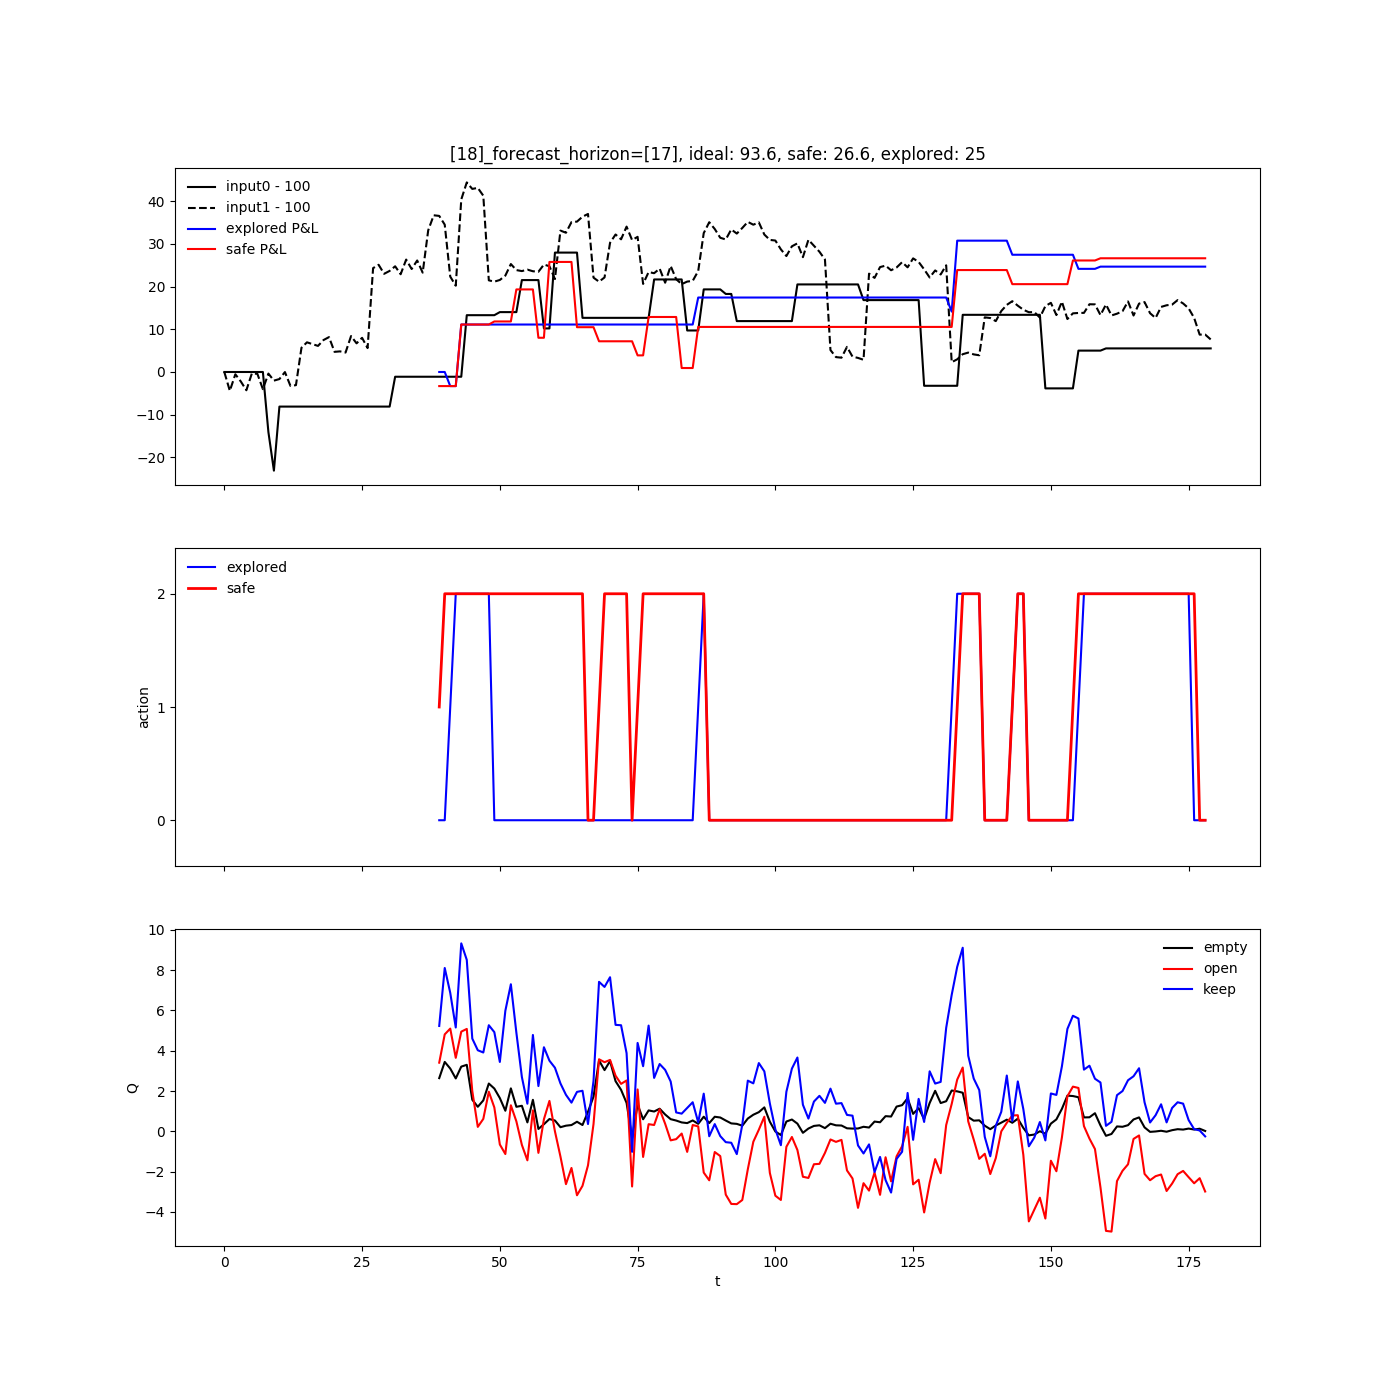 [18]_forecast_horizon=[17], ideal: 93.6, safe: 26.6, explored: 25
input0 - 100
input1 - 100
explored P&L
safe P&L
40
30
20
10
0
−10
−20
explored
safe
2
1
0
action
empty
open
keep
10
8
6
4
2
0
−2
−4
Q
0 25 50 75 100 125 150 175
t